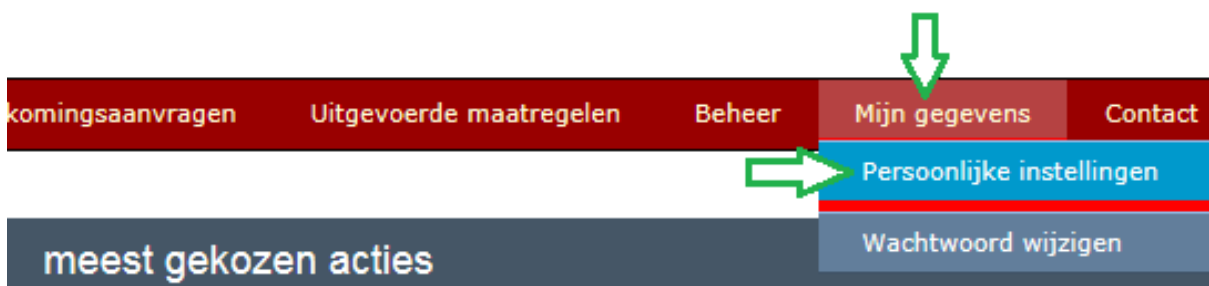 komingsaanvragen Uitgevoerde maatregelen Beheer Mijn gegevens Contact
Persoonlijke instellingen
Wachtwoord wijzigen
meest gekozen acties